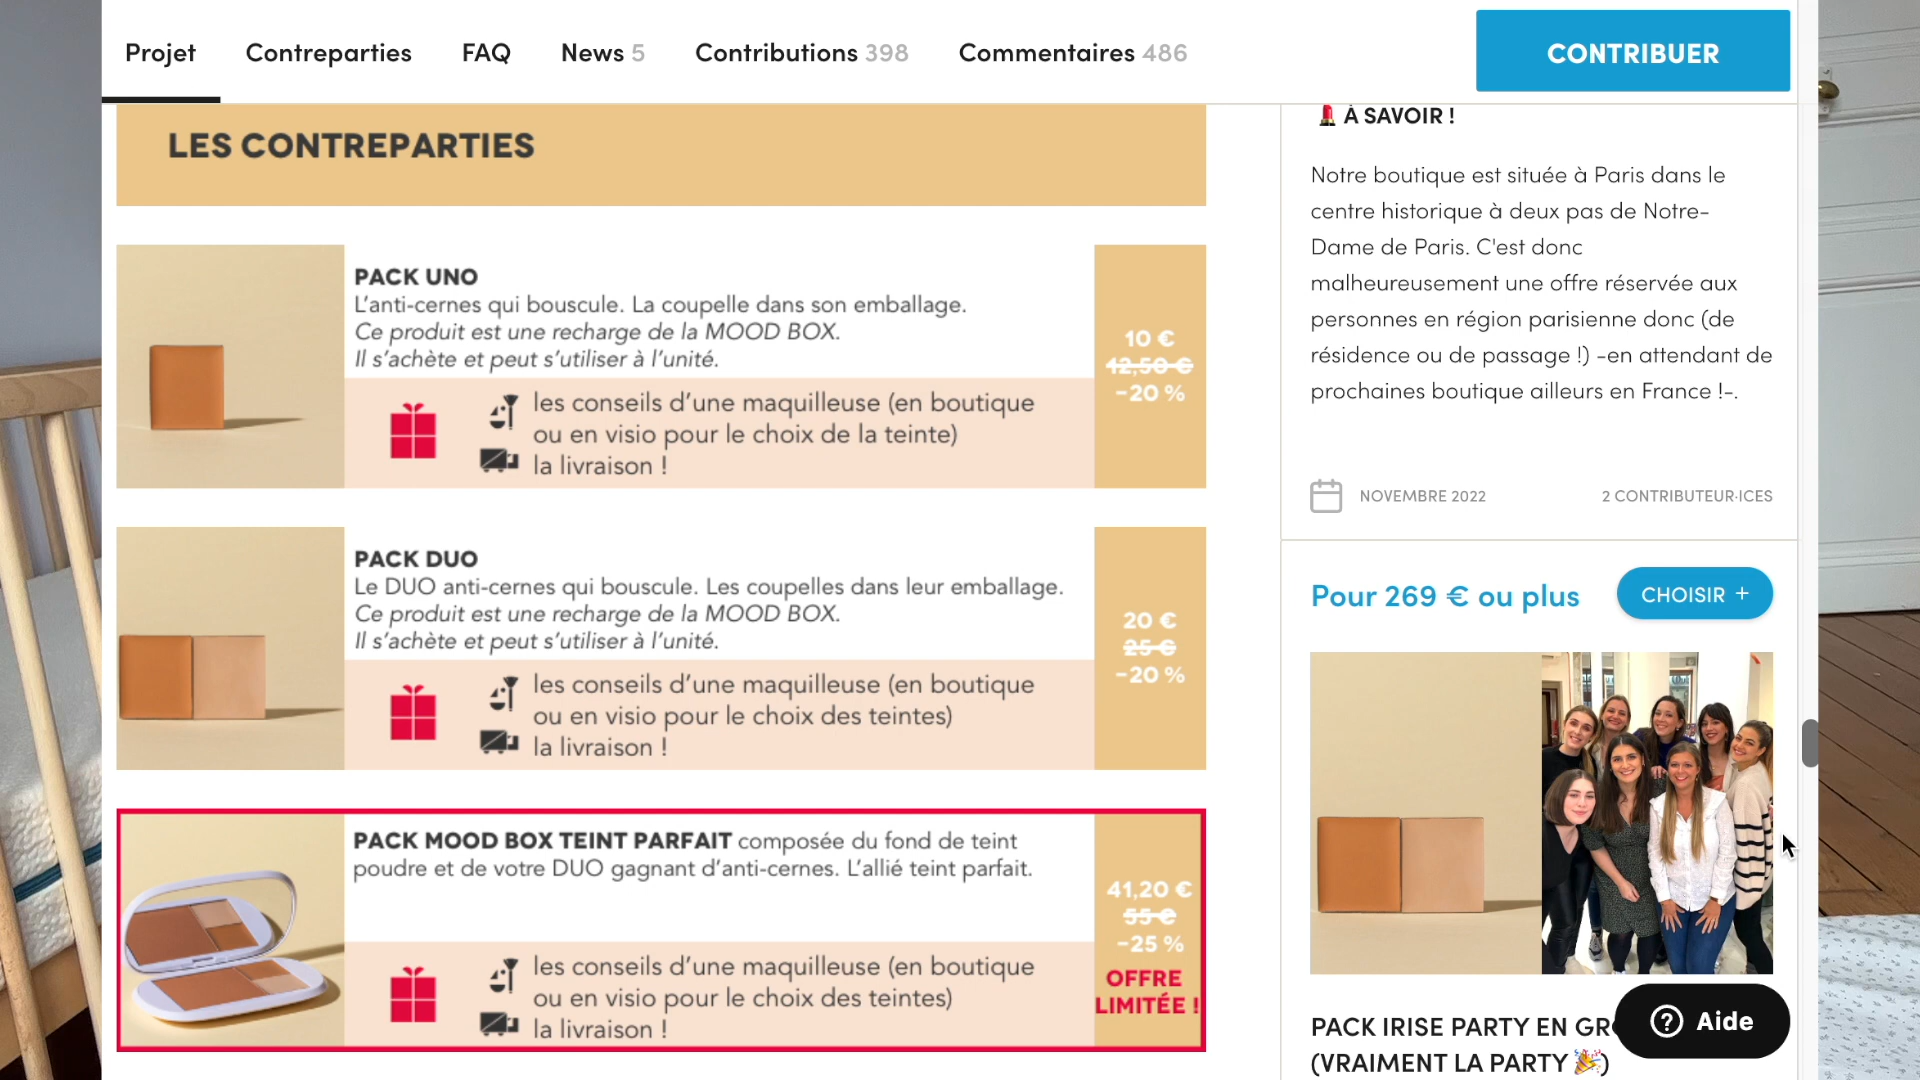 Projet
Contreparties
FAQ
News 5
Contributions 398
Commentaires 486
CONTRIBUER
LES CONTREPARTIES
PACK UNO
L'anti-cernes qui bouscule. La coupelle dans son emballage.
Ce produit est une recharge de la MOOD BOX.
Il s'achète et peut s'utiliser à l'unité.
les conseils d'une maquilleuse (en boutique
ou en visio pour le choix de la teinte)
la livraison !
10 €
12,50 €
-20 %
PACK DUO
Le DUO anti-cernes qui bouscule. Les coupelles dans leur emballage.
Ce produit est une recharge de la MOOD BOX.
Il s'achète et peut s'utiliser à l'unité.
les conseils d'une maquilleuse (en boutique
ou en visio pour le choix des teintes)
la livraison !
20 €
25 €
-20 %
PACK MOOD BOX TEINT PARFAIT composée du fond de teint
poudre et de votre DUO gagnant d'anti-cernes. L'allié teint parfait.
les conseils d'une maquilleuse (en boutique
ou en visio pour le choix des teintes)
la livraison !
41,20 €
55 €
-25 %
OFFRE
LIMITÉE !
À SAVOIR !
Notre boutique est située à Paris dans le
centre historique à deux pas de Notre-
Dame de Paris. C'est donc
malheureusement une offre réservée aux
personnes en région parisienne donc (de
résidence ou de passage !) -en attendant de
prochaines boutique ailleurs en France !-.
NOVEMBRE 2022
2 CONTRIBUTEUR·ICES
Pour 269 € ou plus
CHOISIR +
PACK IRISE PARTY EN
(VRAIMENT LA PARTY 🎉)
? Aide